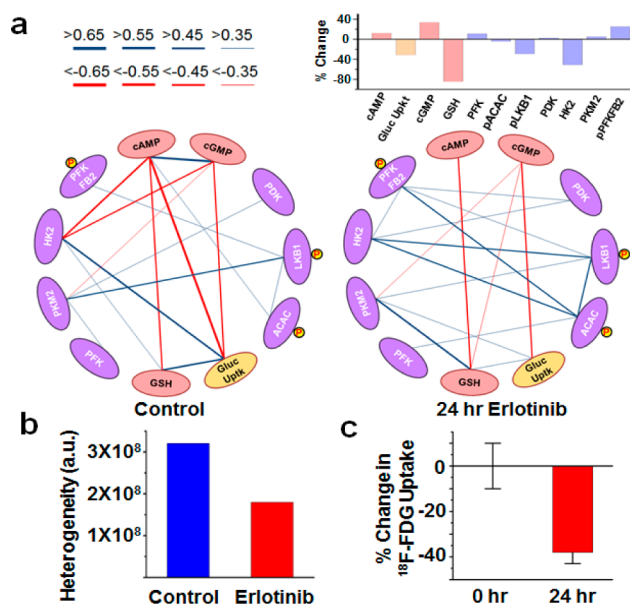 a
>0.65 >0.55 >0.45 >0.35
<-0.65 <-0.55 <-0.45 <-0.35
% Change
40
0
-40
-80
cAMP
Gluc Upkt
cGMP
GSH
PFK
pACAC
pLKB1
PDK
HK2
PKM2
pPFKFB2
cAMP
cGMP
P
PFK
FB2
PDK
HK2
LKB1
P
PKM2
ACAC
P
PFK
GSH
Gluc
Uptk
Control
cAMP
cGMP
P
PFK
FB2
PDK
HK2
LKB1
P
PKM2
ACAC
P
PFK
GSH
Gluc
Uptk
24 hr Erlotinib
b
Heterogeneity (a.u.)
3X10⁸
2X10⁸
1X10⁸
Control Erlotinib
c
% Change in
¹⁸F-FDG Uptake
20
0
-20
-40
0 hr 24 hr